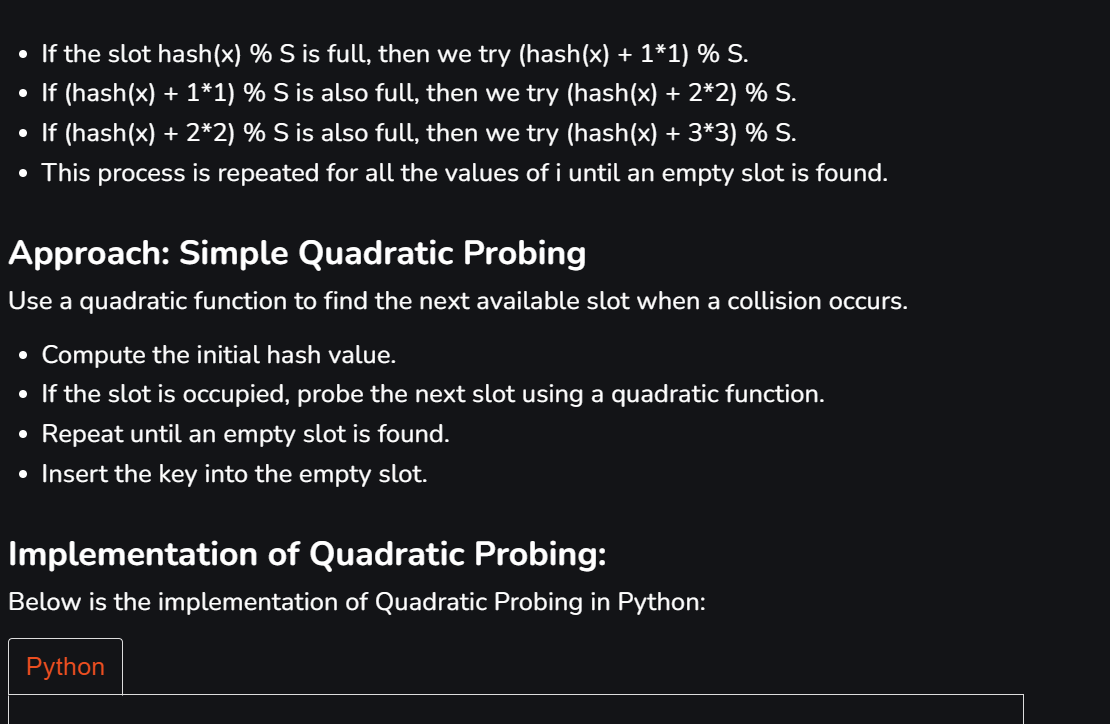 • If the slot hash(x) % S is full, then we try (hash(x) + 1*1) % S.
• If (hash(x) + 1*1) % S is also full, then we try (hash(x) + 2*2) % S.
• If (hash(x) + 2*2) % S is also full, then we try (hash(x) + 3*3) % S.
• This process is repeated for all the values of i until an empty slot is found.
Approach: Simple Quadratic Probing
Use a quadratic function to find the next available slot when a collision occurs.
• Compute the initial hash value.
• If the slot is occupied, probe the next slot using a quadratic function.
• Repeat until an empty slot is found.
• Insert the key into the empty slot.
Implementation of Quadratic Probing:
Below is the implementation of Quadratic Probing in Python:
Python